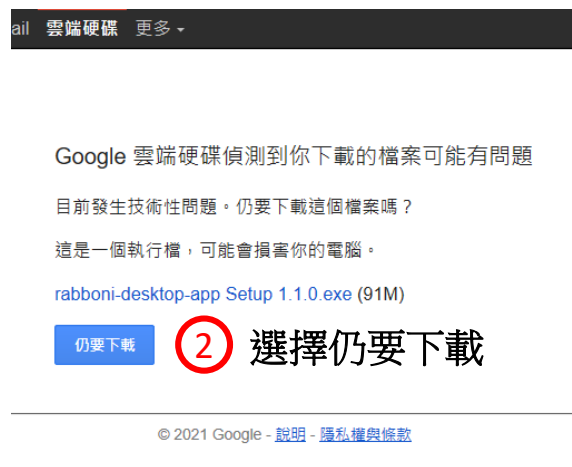 ail 雲端硬碟 更多
Google 雲端硬碟偵測到你下載的檔案可能有問題
目前發生技術性問題。仍要下載這個檔案嗎？
這是一個執行檔，可能會損害你的電腦。
rabboni-desktop-app Setup 1.1.0.exe (91M)
仍要下載 2 選擇仍要下載
© 2021 Google - 說明 - 隱私權與條款